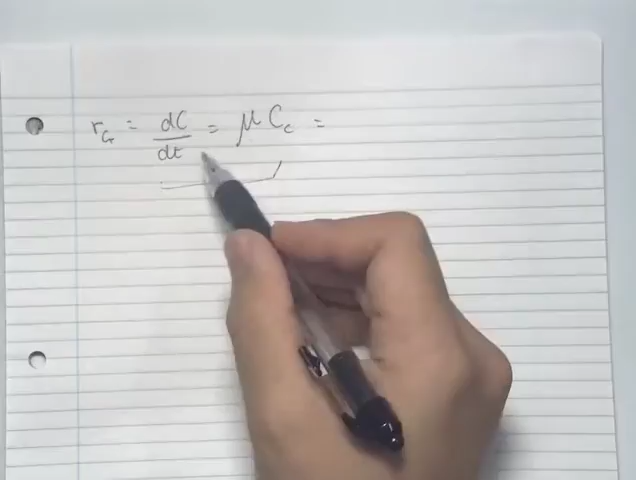 r_G = dC/dt = μ C_c =